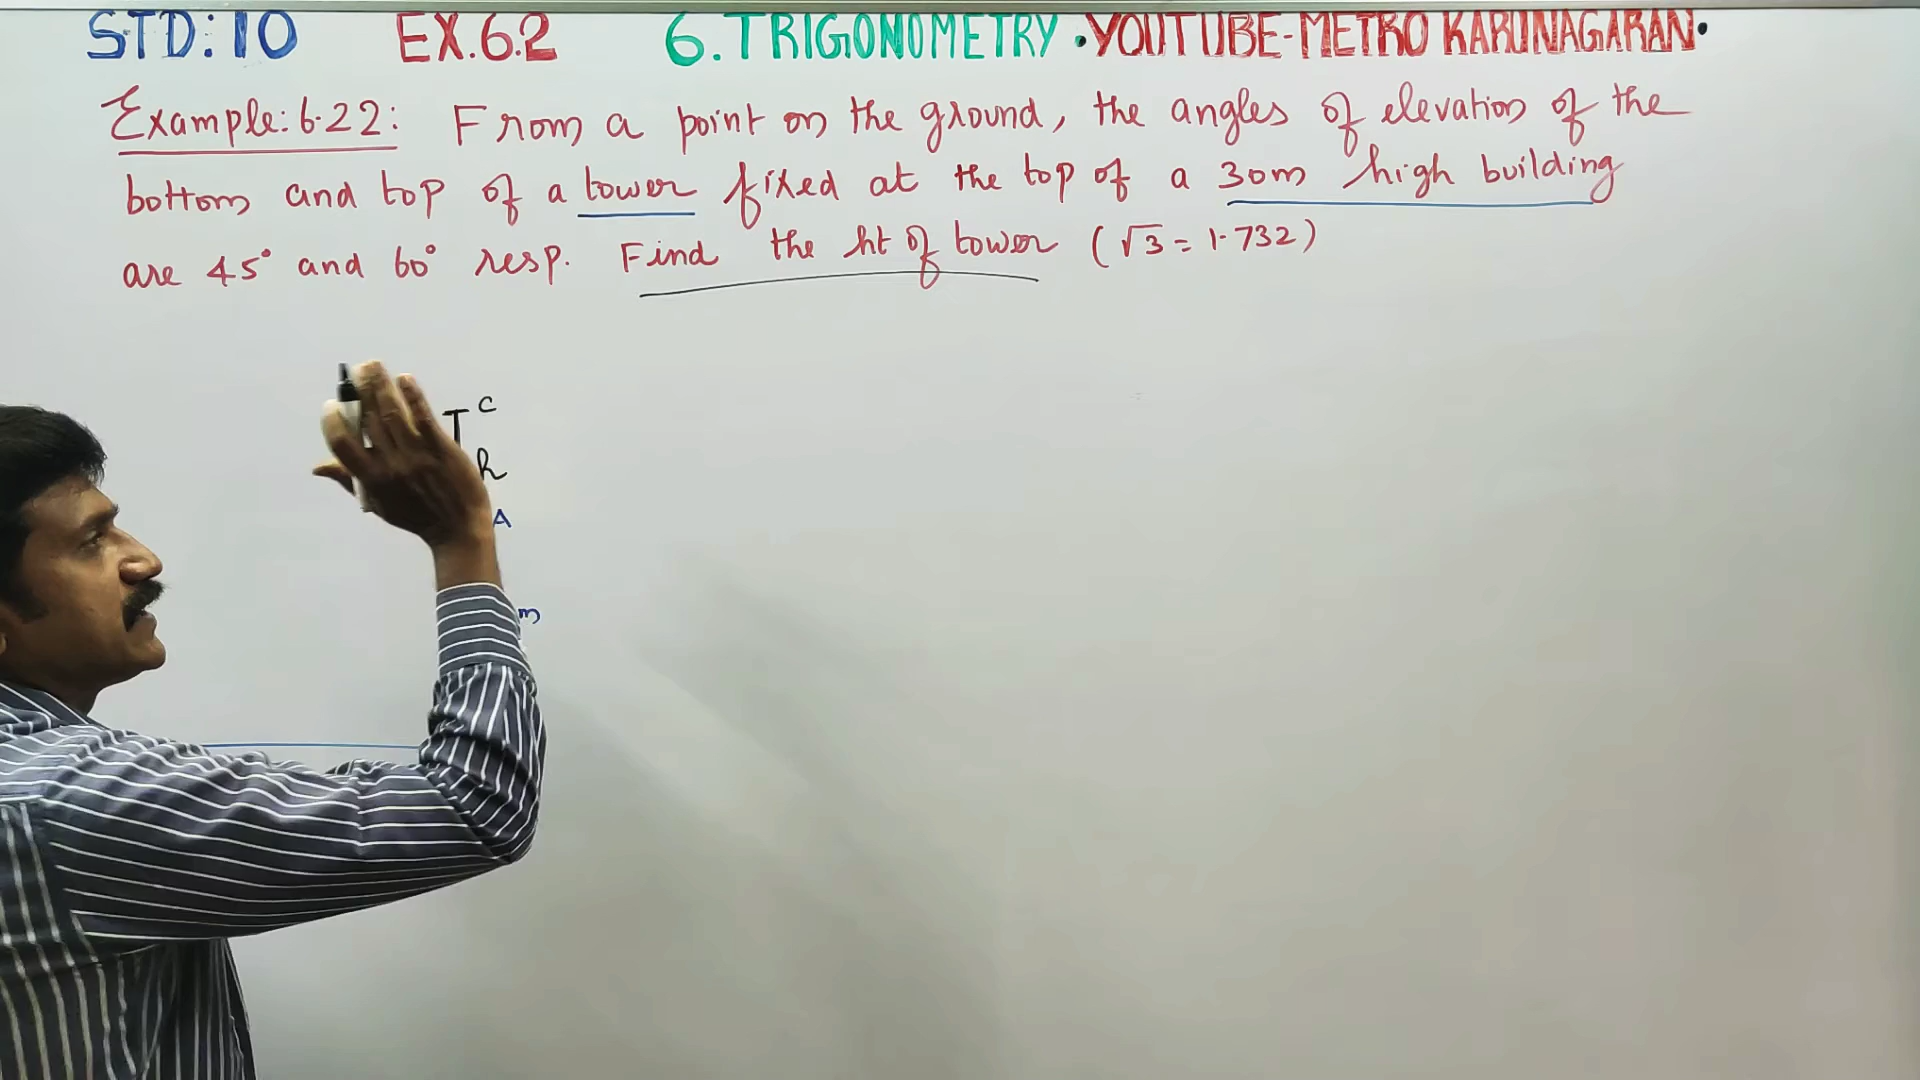 STD: 10 EX.6.2 6. TRIGONOMETRY • YOUTUBE-METRO KARUNAGARAN •
Example: 6.22: From a point on the ground, the angles of elevation of the
bottom and top of a tower fixed at the top of a 30m high building
are 45° and 60° resp. Find the ht of tower (√3 = 1.732)
C
h
A
m